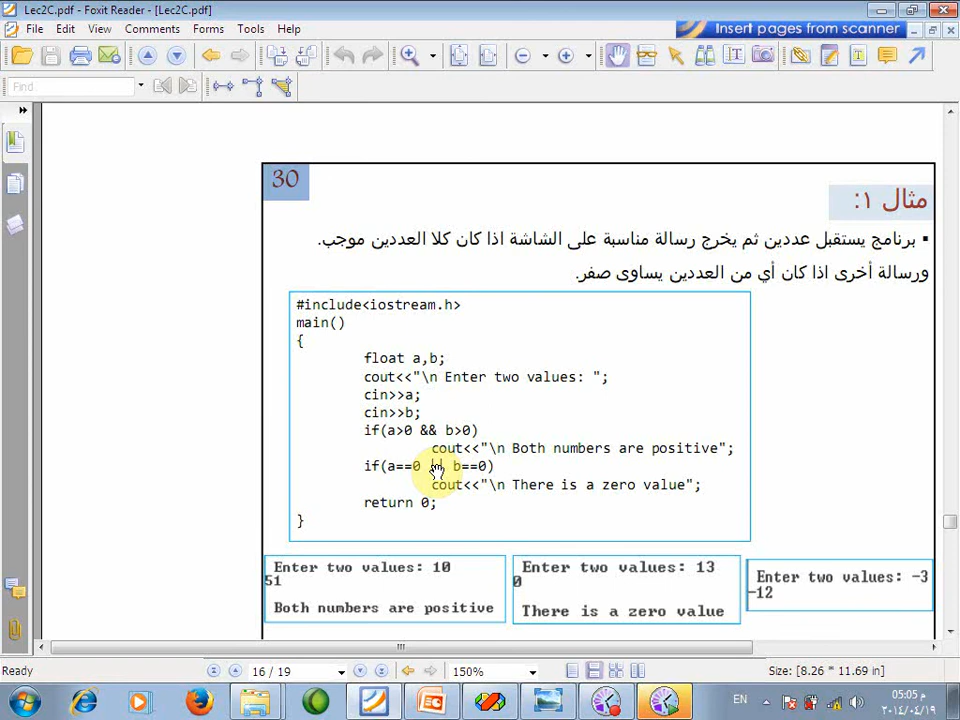 Lec2C.pdf - Foxit Reader - [Lec2C.pdf]
File Edit View Comments Forms Tools Help
Insert pages from scanner
Find
30
مثال ١:
▪ برنامج يستقبل عددين ثم يخرج رسالة مناسبة على الشاشة اذا كان كلا العددين موجب.
ورسالة أخرى اذا كان أي من العددين يساوى صفر.
#include<iostream.h>
main()
{
float a,b;
cout<<"\n Enter two values: ";
cin>>a;
cin>>b;
if(a>0 && b>0)
cout<<"\n Both numbers are positive";
if(a==0 || b==0)
cout<<"\n There is a zero value";
return 0;
}
Enter two values: 10
51
Both numbers are positive
Enter two values: 13
0
There is a zero value
Enter two values: -3
-12
Ready
16 / 19
150%
Size: [8.26 * 11.69 in]
EN
05:05 م
٢٠١٤/٠٤/١٩